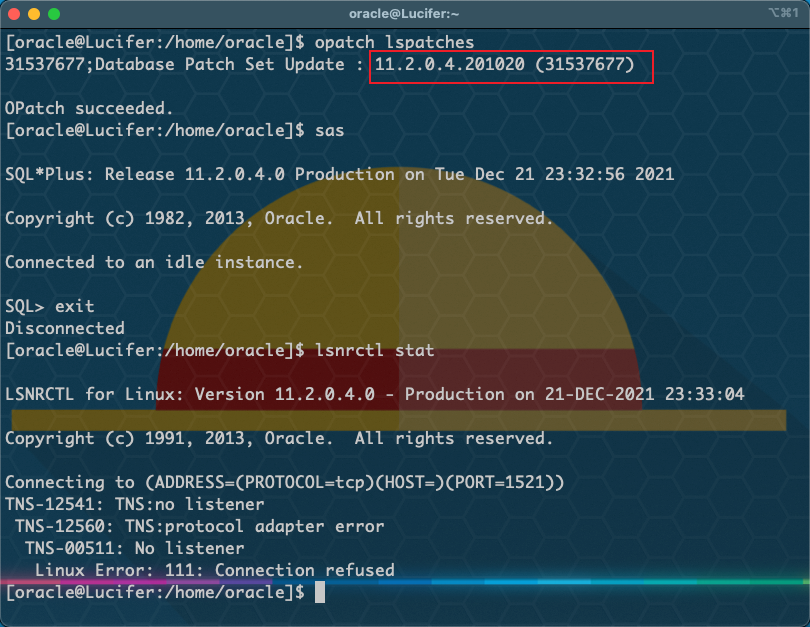 oracle@Lucifer:~
⌥⌘1
[oracle@Lucifer:/home/oracle]$ opatch lspatches
31537677;Database Patch Set Update : 11.2.0.4.201020 (31537677)
OPatch succeeded.
[oracle@Lucifer:/home/oracle]$ sas
SQL*Plus: Release 11.2.0.4.0 Production on Tue Dec 21 23:32:56 2021
Copyright (c) 1982, 2013, Oracle.  All rights reserved.
Connected to an idle instance.
SQL> exit
Disconnected
[oracle@Lucifer:/home/oracle]$ lsnrctl stat
LSNRCTL for Linux: Version 11.2.0.4.0 - Production on 21-DEC-2021 23:33:04
Copyright (c) 1991, 2013, Oracle.  All rights reserved.
Connecting to (ADDRESS=(PROTOCOL=tcp)(HOST=)(PORT=1521))
TNS-12541: TNS:no listener
 TNS-12560: TNS:protocol adapter error
  TNS-00511: No listener
   Linux Error: 111: Connection refused
[oracle@Lucifer:/home/oracle]$